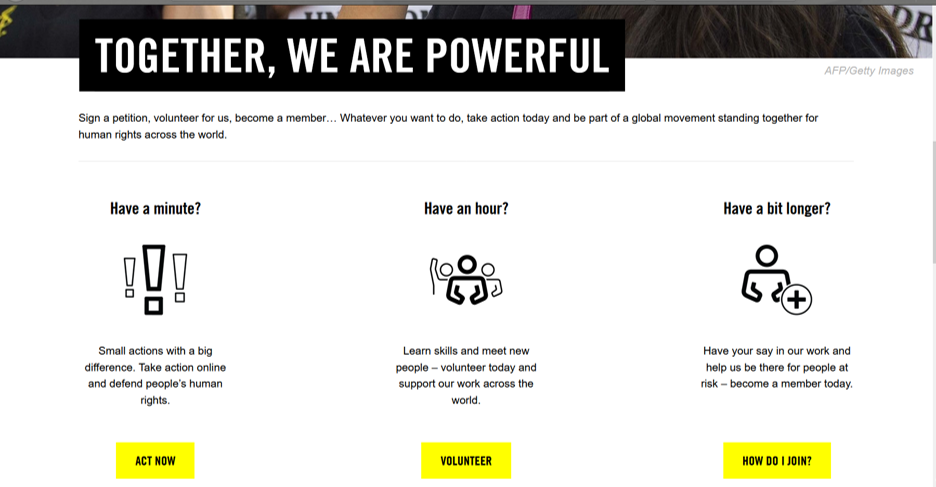 TOGETHER, WE ARE POWERFUL
AFP/Getty Images
Sign a petition, volunteer for us, become a member… Whatever you want to do, take action today and be part of a global movement standing together for
human rights across the world.
Have a minute?
Small actions with a big
difference. Take action online
and defend people's human
rights.
ACT NOW
Have an hour?
Learn skills and meet new
people – volunteer today and
support our work across the
world.
VOLUNTEER
Have a bit longer?
Have your say in our work and
help us be there for people at
risk – become a member today.
HOW DO I JOIN?